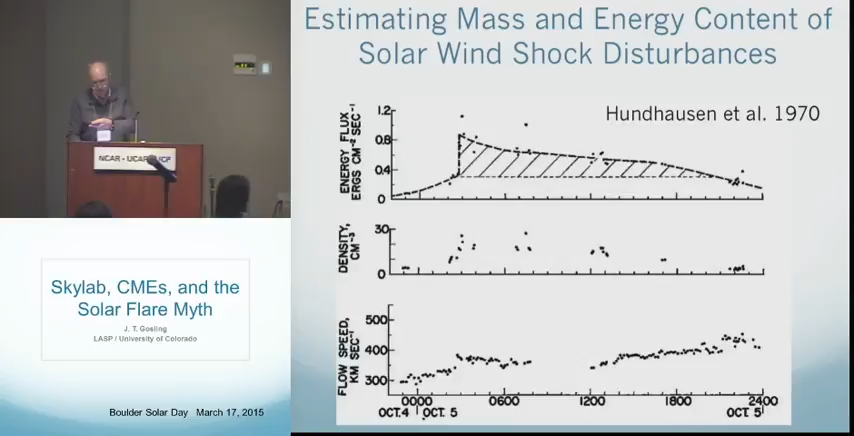 Estimating Mass and Energy Content of
Solar Wind Shock Disturbances
Hundhausen et al. 1970
ENERGY FLUX
ERGS CM⁻² SEC⁻¹
1.2
0.8
0.4
0
DENSITY,
CM⁻³
30
0
FLOW SPEED,
KM SEC⁻¹
500
400
300
0000
0600
1200
1800
2400
OCT. 4
OCT. 5
OCT. 5
NCAR - UCAR
Skylab, CMEs, and the
Solar Flare Myth
J. T. Gosling
LASP / University of Colorado
Boulder Solar Day March 17, 2015